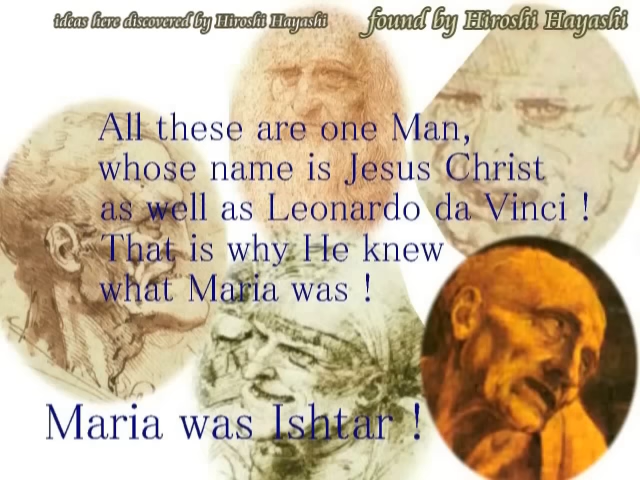 ideas here discovered by Hiroshi Hayashi
found by Hiroshi Hayashi
All these are one Man,
whose name is Jesus Christ
as well as Leonardo da Vinci !
That is why He knew
what Maria was !
Maria was Ishtar !